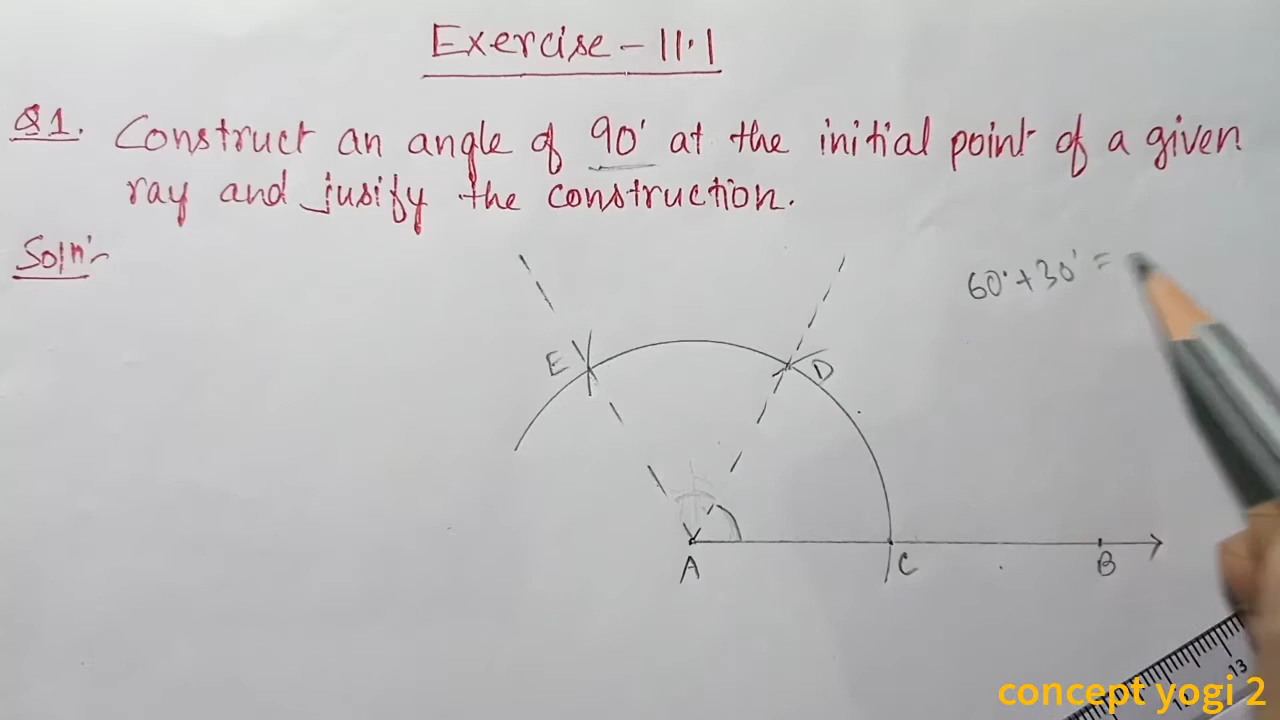 Exercise - 11.1
Q1. Construct an angle of 90° at the initial point of a given
ray and jusify the construction.
Soln:-
60° + 30° =
E
D
A
C
B
13
concept yogi 2